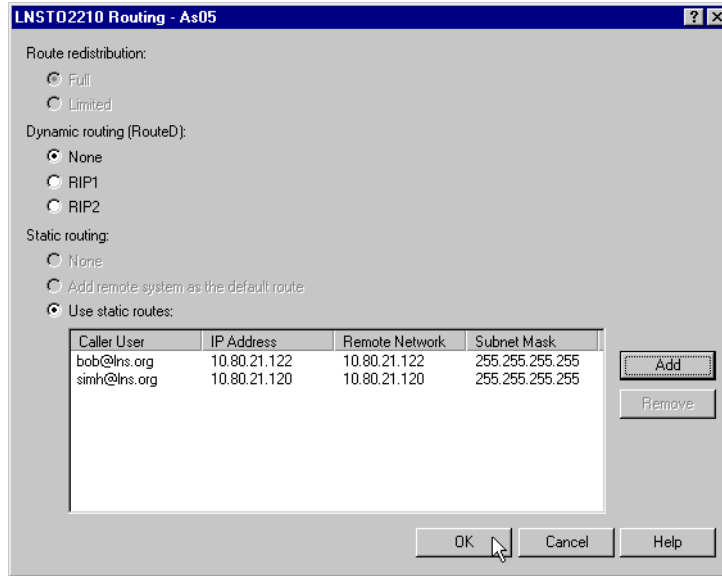 LNSTO2210 Routing - As05
Route redistribution:
Full
Limited
Dynamic routing (RouteD):
None
RIP1
RIP2
Static routing:
None
Add remote system as the default route
Use static routes:
Caller User IP Address Remote Network Subnet Mask
bob@lns.org 10.80.21.122 10.80.21.122 255.255.255.255
simh@lns.org 10.80.21.120 10.80.21.120 255.255.255.255
Add
Remove
OK Cancel Help